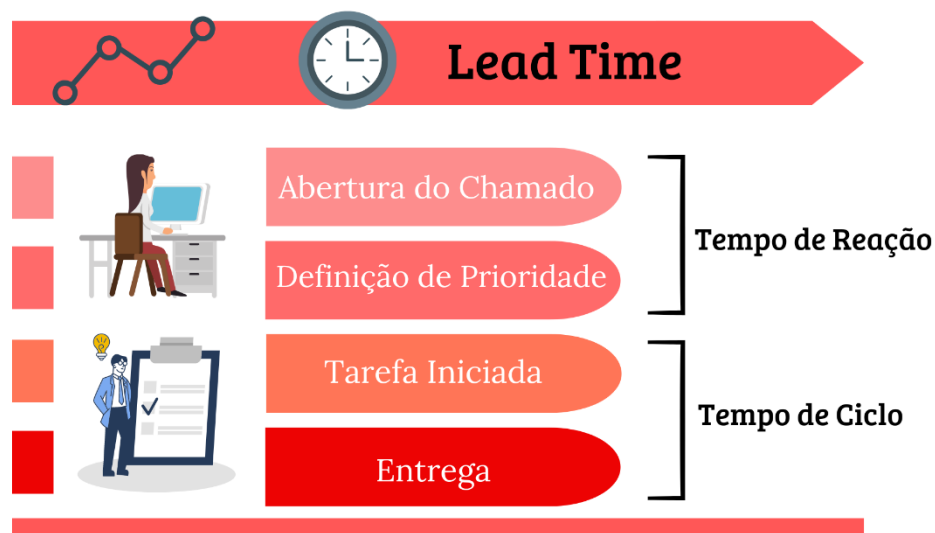 Lead Time
Abertura do Chamado
Definição de Prioridade
Tempo de Reação
Tarefa Iniciada
Entrega
Tempo de Ciclo